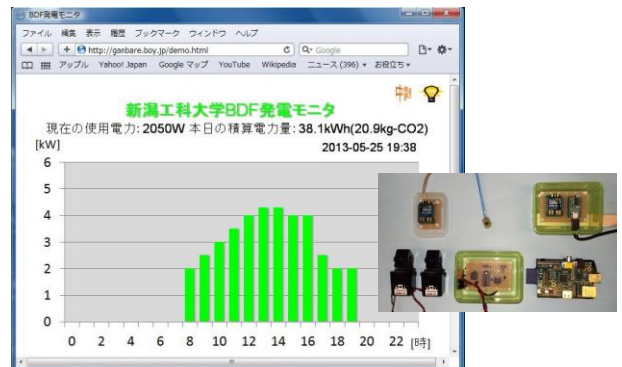 BDF発電モニタ
ファイル 編集 表示 履歴 ブックマーク ウィンドウ ヘルプ
http://ganbare.boy.jp/demo.html
Google
アップル Yahoo! Japan Google マップ YouTube Wikipedia ニュース (396) お役立ち
新潟工科大学BDF発電モニタ
現在の使用電力: 2050W 本日の積算電力量: 38.1kWh(20.9kg-CO2)
[kW]
2013-05-25 19:38
6
5
4
3
2
1
0
0 2 4 6 8 10 12 14 16 18 20 22 [時]